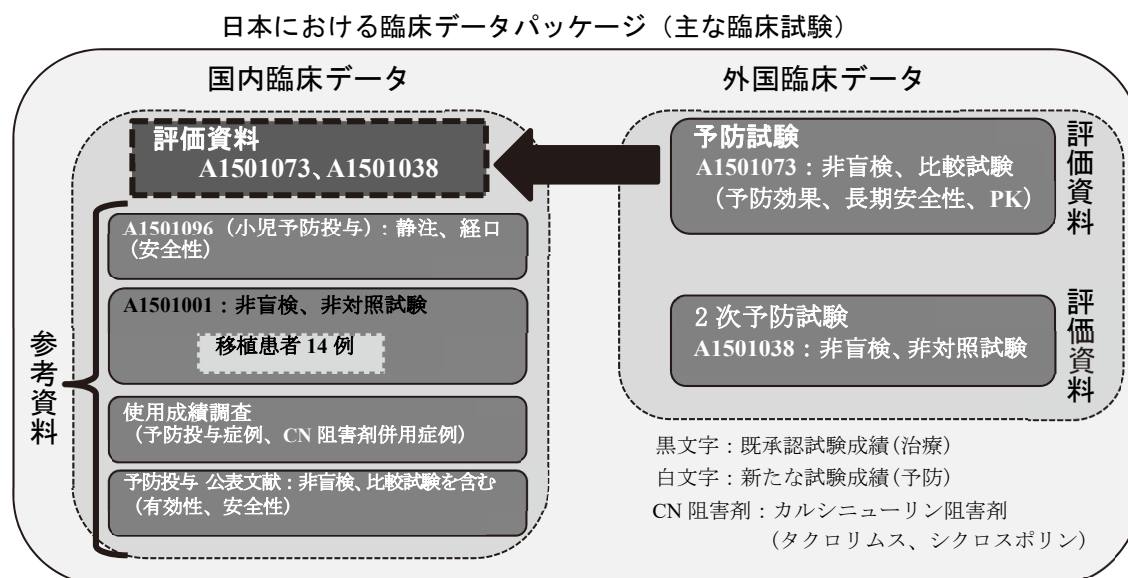 日本における臨床データパッケージ（主な臨床試験）
国内臨床データ
評価資料
A1501073、A1501038
A1501096（小児予防投与）: 静注、経口
（安全性）
A1501001：非盲検、非対照試験
移植患者 14 例
使用成績調査
（予防投与症例、CN 阻害剤併用症例）
予防投与 公表文献：非盲検、比較試験を含む
（有効性、安全性）
参考資料
外国臨床データ
予防試験
A1501073：非盲検、比較試験
（予防効果、長期安全性、PK）
評価資料
2 次予防試験
A1501038：非盲検、非対照試験
評価資料
黒文字：既承認試験成績(治療)
白文字：新たな試験成績(予防)
CN 阻害剤：カルシニューリン阻害剤
（タクロリムス、シクロスポリン）